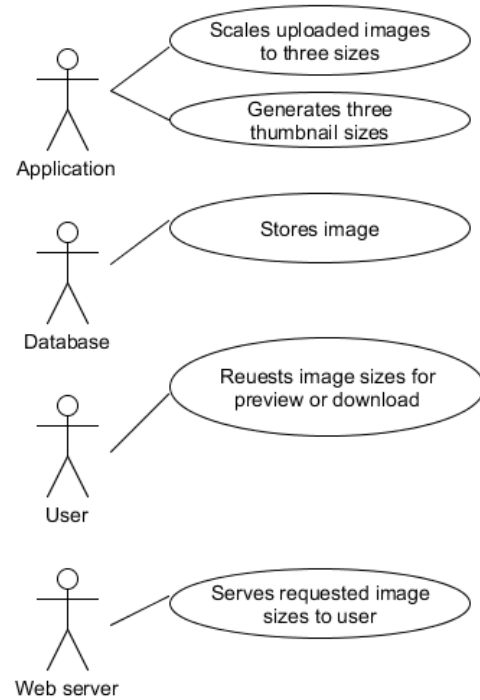 Scales uploaded images
to three sizes
Generates three
thumbnail sizes
Application
Stores image
Database
Reuests image sizes for
preview or download
User
Serves requested image
sizes to user
Web server